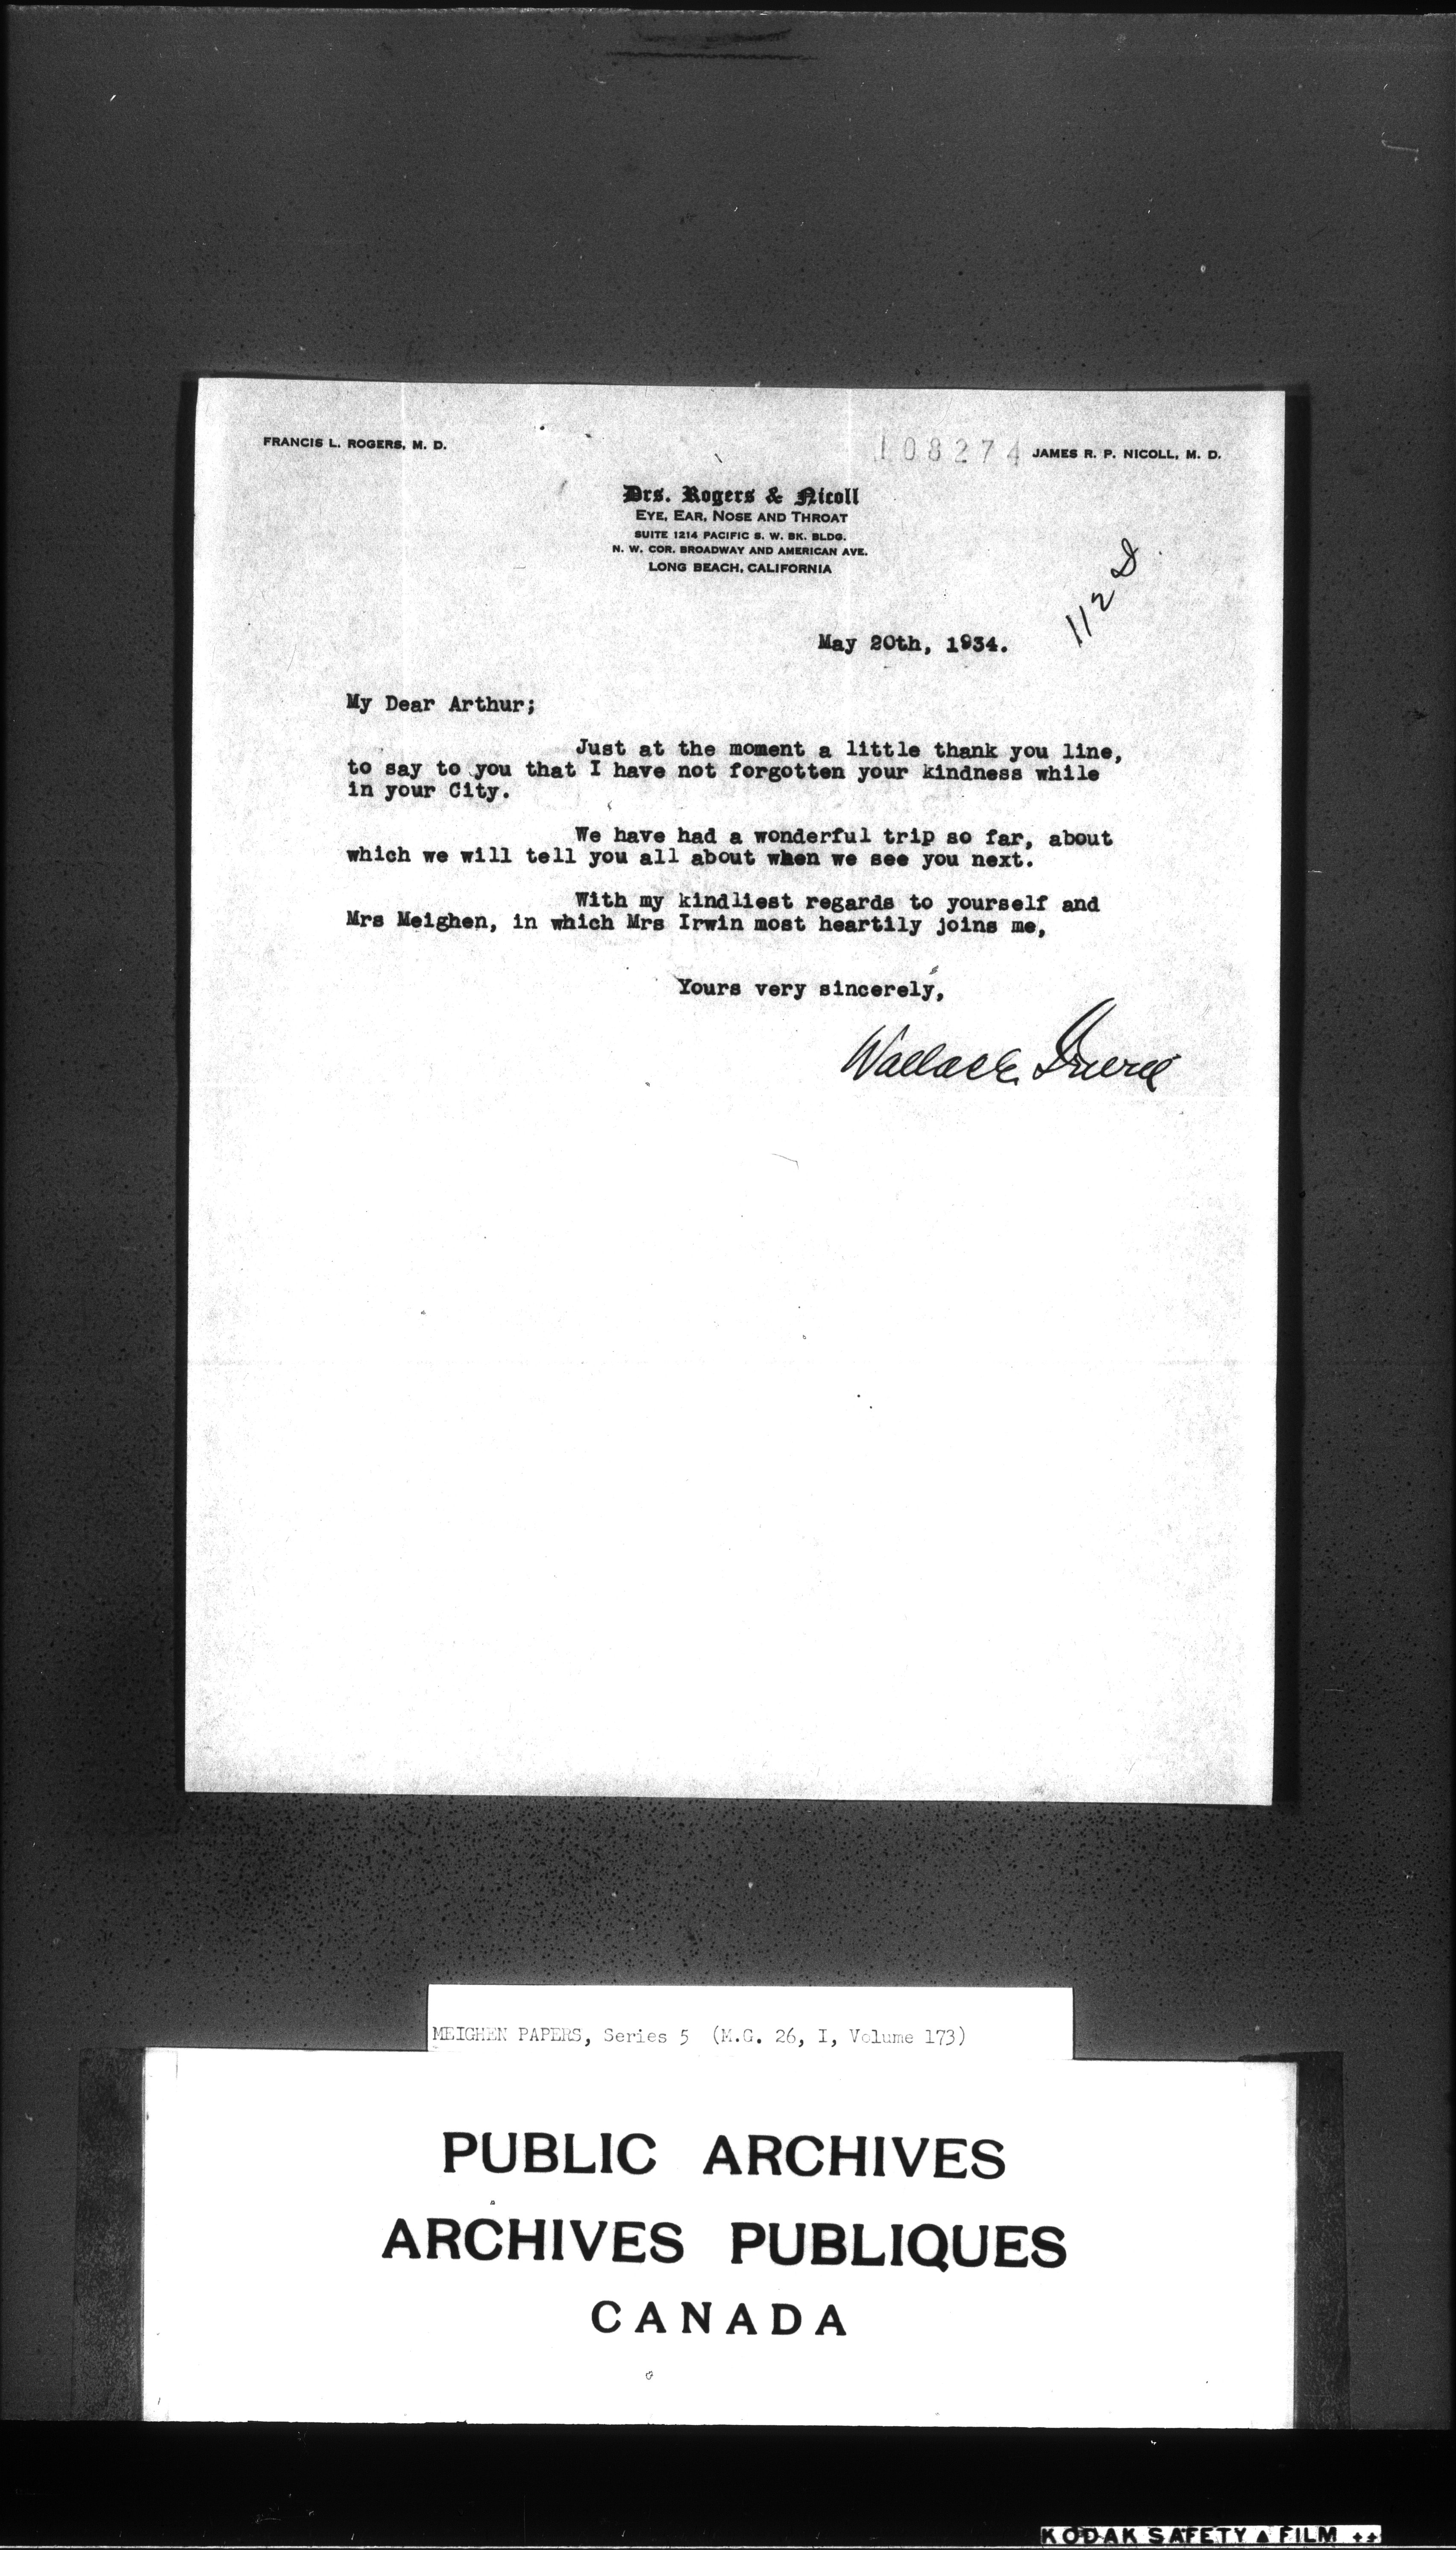 FRANCIS L. ROGERS, M. D.
108274 JAMES R. P. NICOLL, M. D.
Drs. Rogers & Nicoll
EYE, EAR, NOSE AND THROAT
SUITE 1214 PACIFIC S. W. BK. BLDG.
N. W. COR. BROADWAY AND AMERICAN AVE.
LONG BEACH, CALIFORNIA
112 D
May 20th, 1934.
My Dear Arthur;
Just at the moment a little thank you line,
to say to you that I have not forgotten your kindness while
in your City.
We have had a wonderful trip so far, about
which we will tell you all about when we see you next.
With my kindliest regards to yourself and
Mrs Meighen, in which Mrs Irwin most heartily joins me,
Yours very sincerely,
Wallace Irwin
MEIGHEN PAPERS, Series 5 (M.G. 26, I, Volume 173)
PUBLIC ARCHIVES
ARCHIVES PUBLIQUES
CANADA
KODAK SAFETY FILM